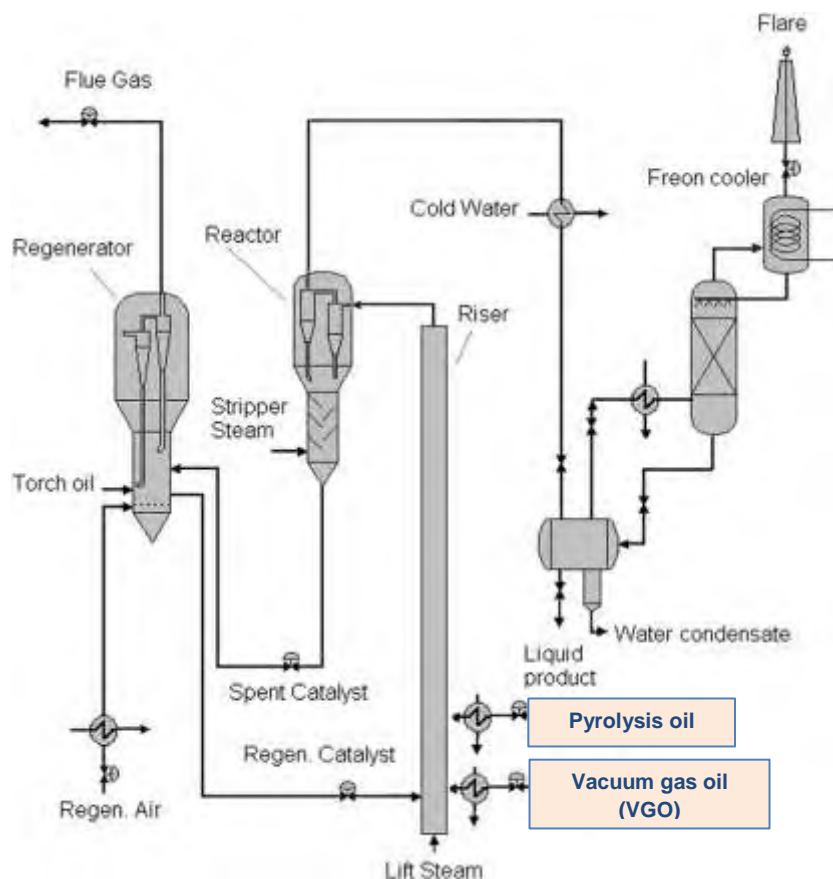 Flare
Flue Gas
Freon cooler
Cold Water
Reactor
Regenerator
Riser
Stripper
Steam
Torch oil
Water condensate
Liquid
product
Spent Catalyst
Pyrolysis oil
Regen. Catalyst
Vacuum gas oil
(VGO)
Regen. Air
Lift Steam